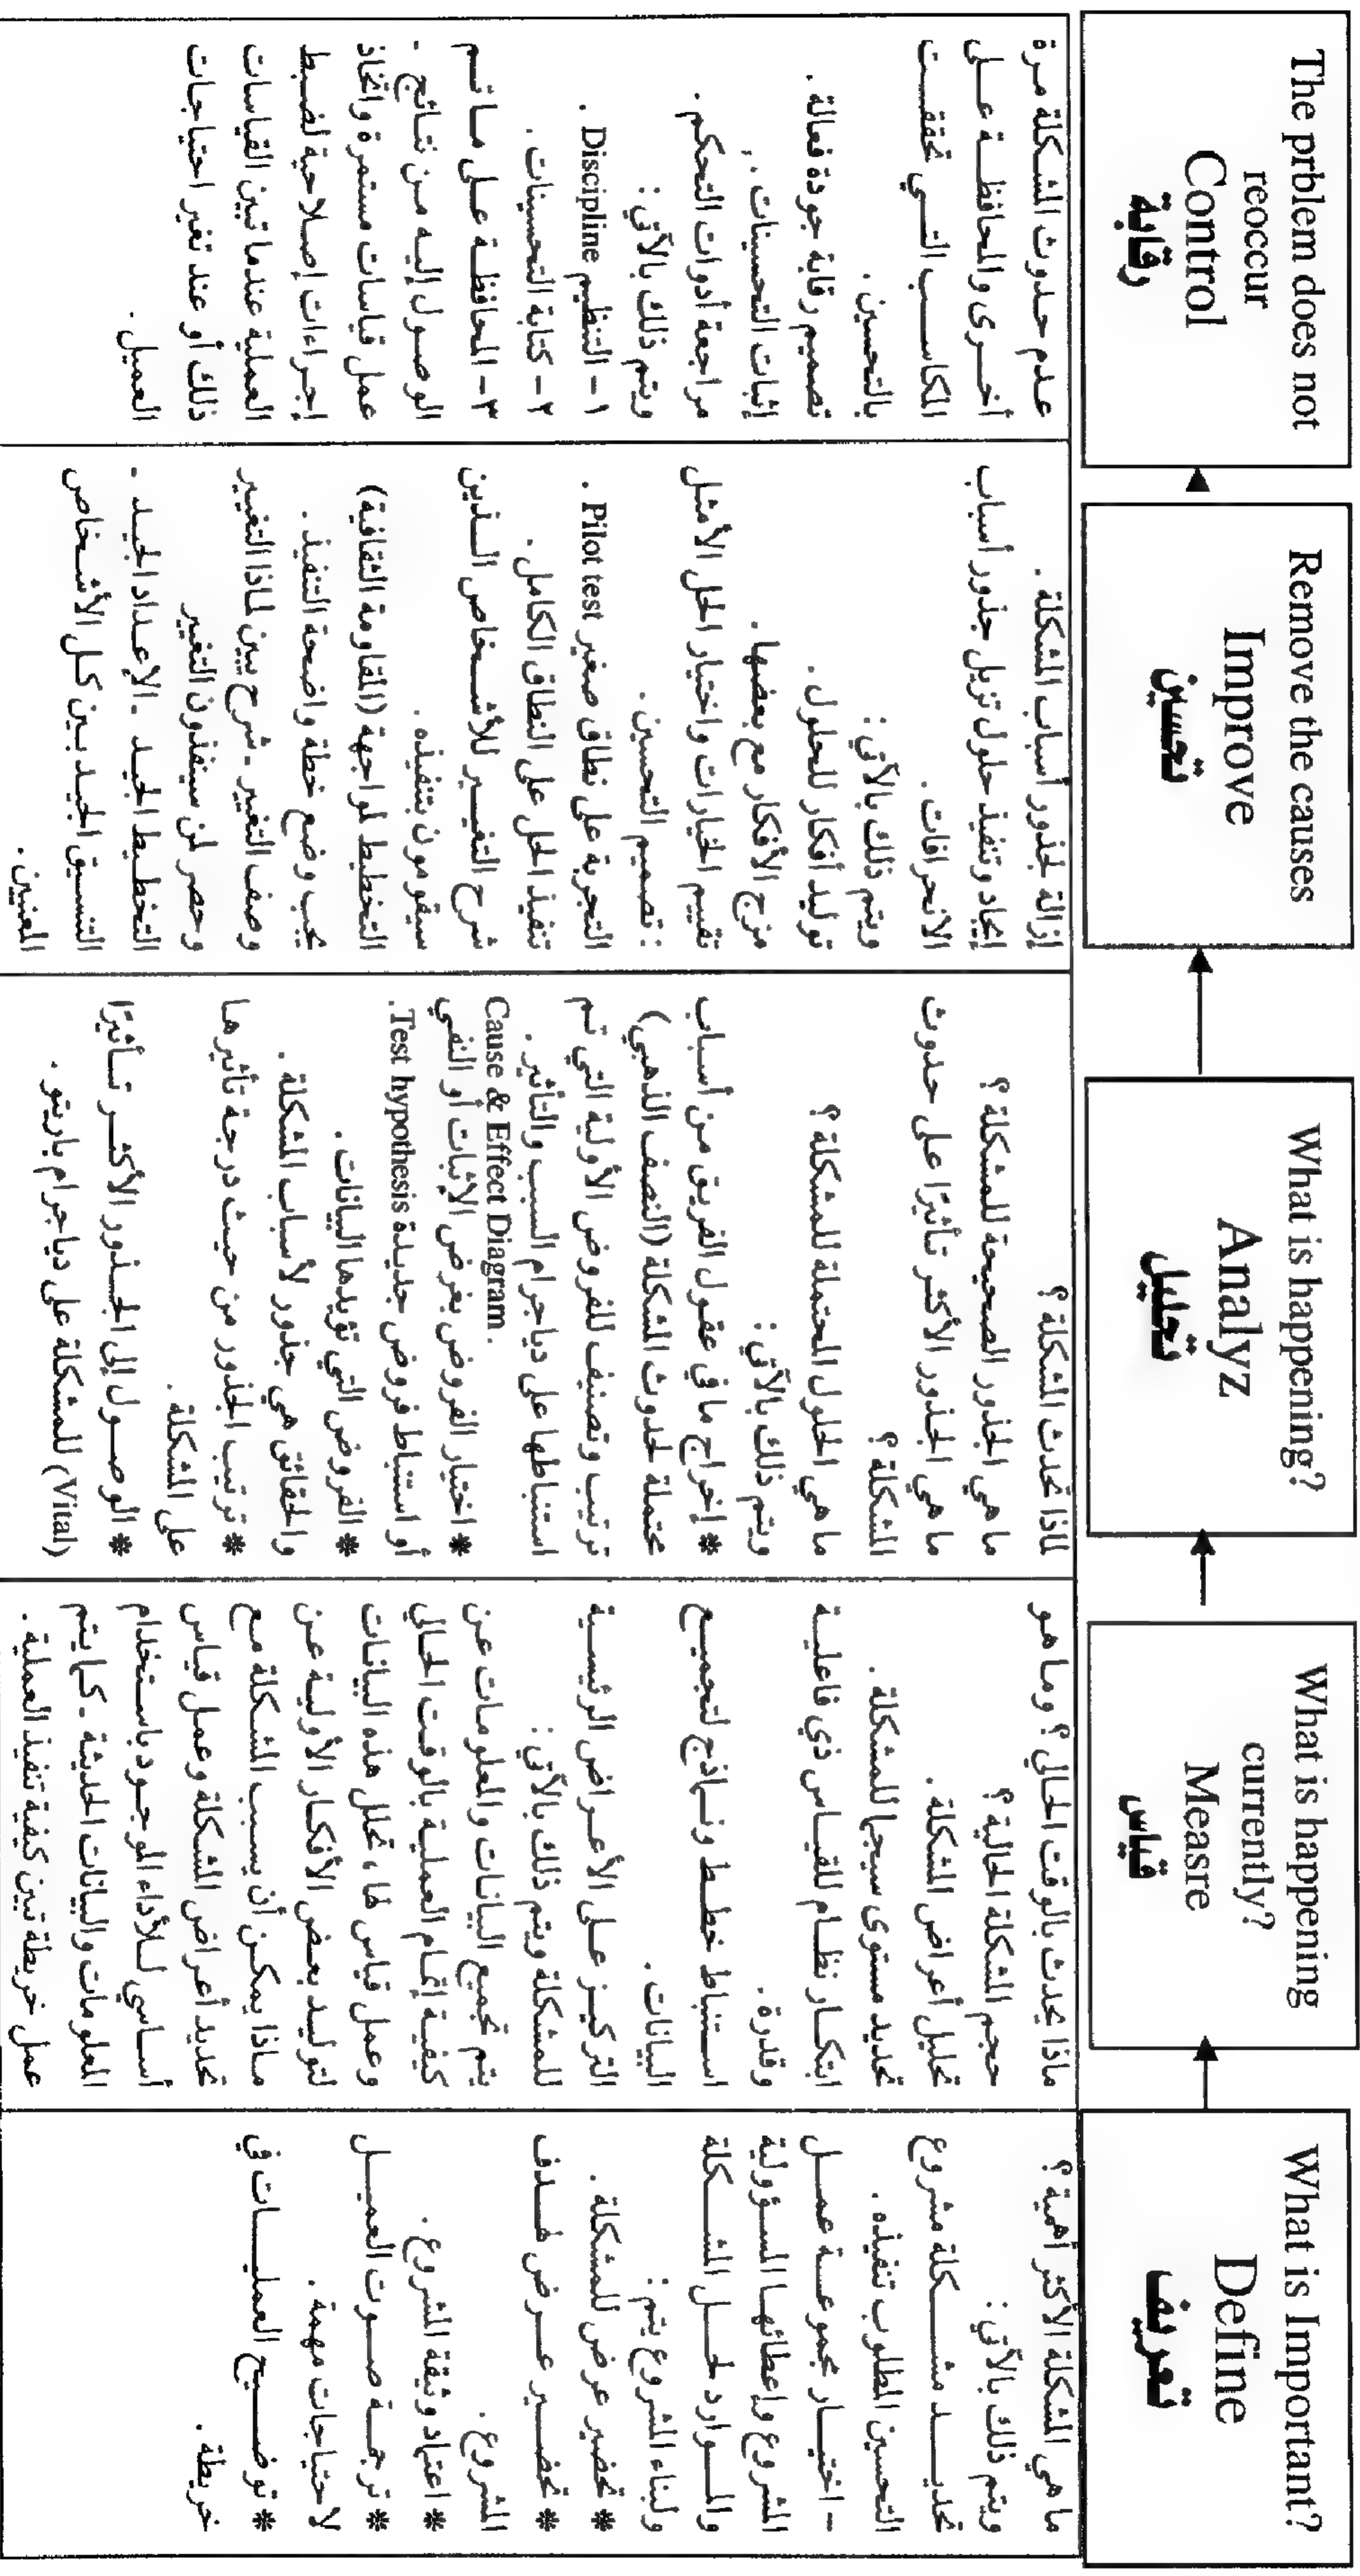 What is Important?
Define
تعريف
ما هي المشكلة الأكثر أهمية؟
ويتم ذلك بالآتي:
تحديد مشكلة مشروع
التحسين المطلوب تنفيذه.
- اختيار مجموعة عمل
المشروع وإعطائها المسؤولية
والموارد لحل المشكلة
ولبناء المشروع يتم:
* تحضير عرض للمشكلة.
* تحضير عرض لهدف
المشروع.
* اعتماد وثيقة المشروع.
* ترجمة صوت العميل
لاحتياجات مهمة.
* توضيح العمليات في
خريطة.
What is happening
currently?
Measre
قياس
ماذا يحدث بالوقت الحالي؟ وما هو
حجم المشكلة الحالية؟
تحليل أعراض المشكلة.
تحديد مستوى سيجما للمشكلة.
ابتكار نظام للقياس ذي فاعلية
وقدرة.
استنباط خطط ونماذج لتجميع
البيانات.
التركيز على الأعراض الرئيسية
للمشكلة ويتم ذلك بالآتي:
يتم تجميع البيانات والمعلومات عن
كيفية إتمام العملية بالوقت الحالي
وعمل قياس لها، تحلل هذه البيانات
لتوليد بعض الأفكار الأولية عن
ماذا يمكن أن يسبب المشكلة مع
تحديد أعراض المشكلة وعمل قياس
أساسي للأداء الموجود باستخدام
المعلومات والبيانات الحديثة - كما يتم
عمل خريطة تبين كيفية تنفيذ العملية.
What is happening?
Analyz
تحليل
لماذا تحدث المشكلة؟
ما هي الجذور الصحيحة للمشكلة؟
ما هي الجذور الأكثر تأثيرًا على حدوث
المشكلة؟
ما هي الحلول المحتملة للمشكلة؟
ويتم ذلك بالآتي:
* إخراج ما في عقول الفريق من أسباب
محتملة لحدوث المشكلة (النصف الذهبي)
ترتيب وتصنيف للفروض الأولية التي تم
استنباطها على دياجرام السبب والتأثير.
Cause & Effect Diagram.
* اختبار الفروض بغرض الإثبات أو النفي
أو استنباط فروض جديدة Test hypothesis.
* الفروض التي تؤيدها البيانات.
والحقائق هي جذور لأسباب المشكلة.
* ترتيب الجذور من حيث درجة تأثيرها
على المشكلة.
* الوصول إلى الجذور الأكثر تأثيرًا
(Vital) للمشكلة على دياجرام باريتو.
Remove the causes
Improve
تحسين
إزالة لجذور أسباب المشكلة.
إيجاد وتنفيذ حلول تزيل جذور أسباب
الانحرافات.
ويتم ذلك بالآتي:
توليد أفكار للحلول.
مزج الأفكار مع بعضها.
تقييم الخيارات واختيار الحل الأمثل
: تصميم التحسين.
التجربة على نطاق صغير Pilot test.
تنفيذ الحل على النطاق الكامل.
شرح التغيير للأشخاص الذين
سيقومون بتنفيذه.
التخطيط لمواجهة (المقاومة الثقافية)
يجب وضع خطة واضحة التنفيذ.
وصف التغيير - شرح يبين لماذا التغيير
وحصر لمن سينفذون التغيير
التخطيط الجيد - الإعداد الجيد -
التنسيق الجيد بين كل الأشخاص
المعنيين.
The prblem does not
reoccur
Control
رقابة
عدم حدوث المشكلة مرة
أخرى والمحافظة على
المكاسب التي تحققت
بالتحسين.
تصميم رقابة جودة فعالة.
إثبات التحسينات.
مراجعة أدوات التحكم.
ويتم ذلك بالآتي:
١- التنظيم Discipline.
٢- كتابة التحسينات.
٣- المحافظة على ما تم
الوصول إليه من نتائج -
عمل قياسات مستمرة واتخاذ
إجراءات إصلاحية لضبط
العملية عندما تبين القياسات
ذلك أو عند تغير احتياجات
العميل.